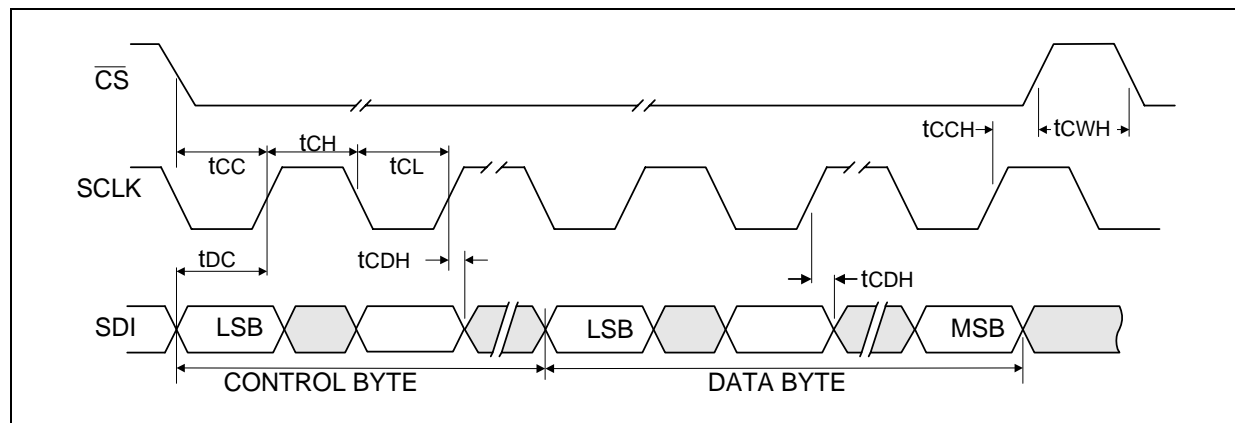 CS
tCCH
tCWH
tCC
tCH
tCL
SCLK
tDC
tCDH
tCDH
SDI
LSB
LSB
MSB
CONTROL BYTE
DATA BYTE